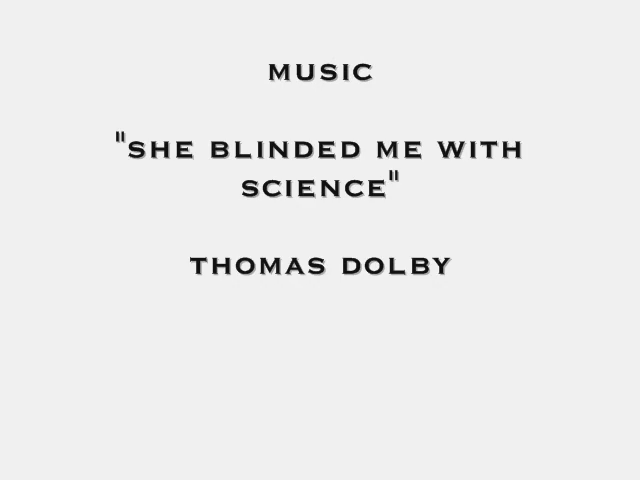 MUSIC
"SHE BLINDED ME WITH
SCIENCE"
THOMAS DOLBY